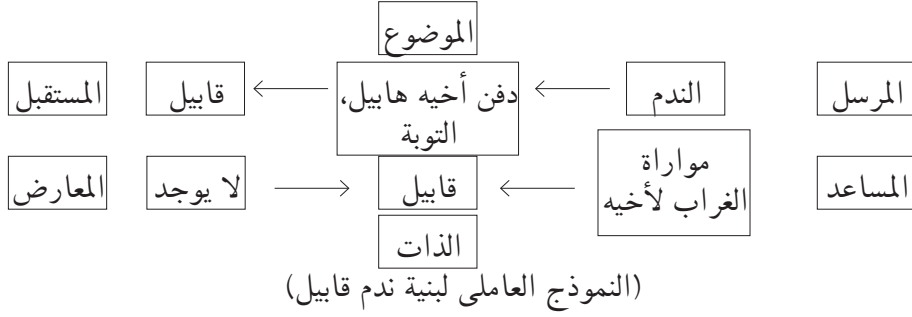 الموضوع
المرسل
الندم
دفن أخيه هابيل،
التوبة
قابيل
المستقبل
المساعد
مواراة
الغراب لأخيه
قابيل
لا يوجد
المعارض
الذات
(النموذج العاملى لبنية ندم قابيل)